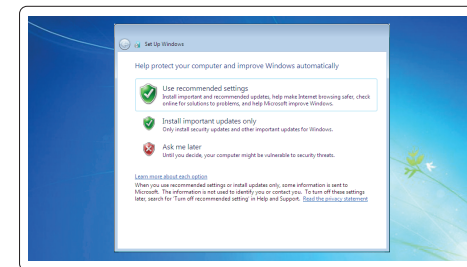 Set Up Windows
Help protect your computer and improve Windows automatically
Use recommended settings
Install important and recommended updates, help make Internet browsing safer, check
online for solutions to problems, and help Microsoft improve Windows.
Install important updates only
Only install security updates and other important updates for Windows.
Ask me later
Until you decide, your computer might be vulnerable to security threats.
Learn more about each option
When you use recommended settings or install updates only, some information is sent to
Microsoft. The information is not used to identify you or contact you. To turn off these settings
later, search for 'Turn off recommended setting' in Help and Support. Read the privacy statement